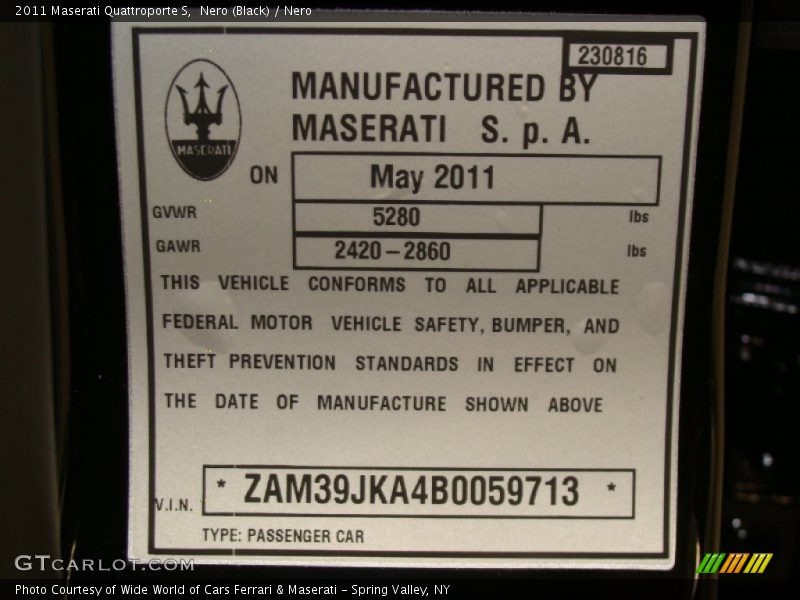 2011 Maserati Quattroporte S,  Nero (Black) / Nero
230816
MANUFACTURED BY
MASERATI S. p. A.
MASERATI
ON May 2011
GVWR 5280 lbs
GAWR 2420-2860 lbs
THIS VEHICLE CONFORMS TO ALL APPLICABLE
FEDERAL MOTOR VEHICLE SAFETY, BUMPER, AND
THEFT PREVENTION STANDARDS IN EFFECT ON
THE DATE OF MANUFACTURE SHOWN ABOVE
V.I.N. * ZAM39JKA4B0059713 *
TYPE: PASSENGER CAR
GTcarlot.com
Photo Courtesy of Wide World of Cars Ferrari & Maserati - Spring Valley, NY